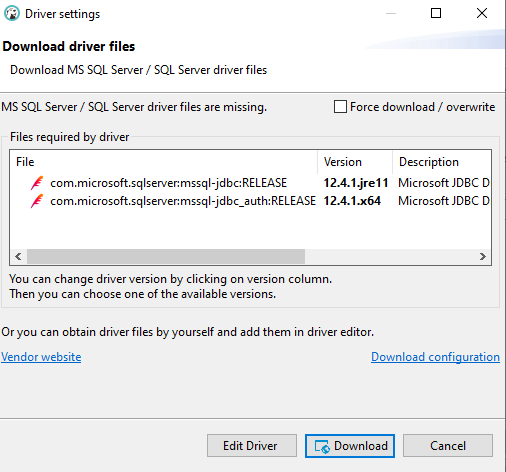 Driver settings
Download driver files
Download MS SQL Server / SQL Server driver files
MS SQL Server / SQL Server driver files are missing.
Force download / overwrite
Files required by driver
File Version Description
com.microsoft.sqlserver:mssql-jdbc:RELEASE 12.4.1.jre11 Microsoft JDBC D
com.microsoft.sqlserver:mssql-jdbc_auth:RELEASE 12.4.1.x64 Microsoft JDBC D
You can change driver version by clicking on version column.
Then you can choose one of the available versions.
Or you can obtain driver files by yourself and add them in driver editor.
Vendor website Download configuration
Edit Driver Download Cancel